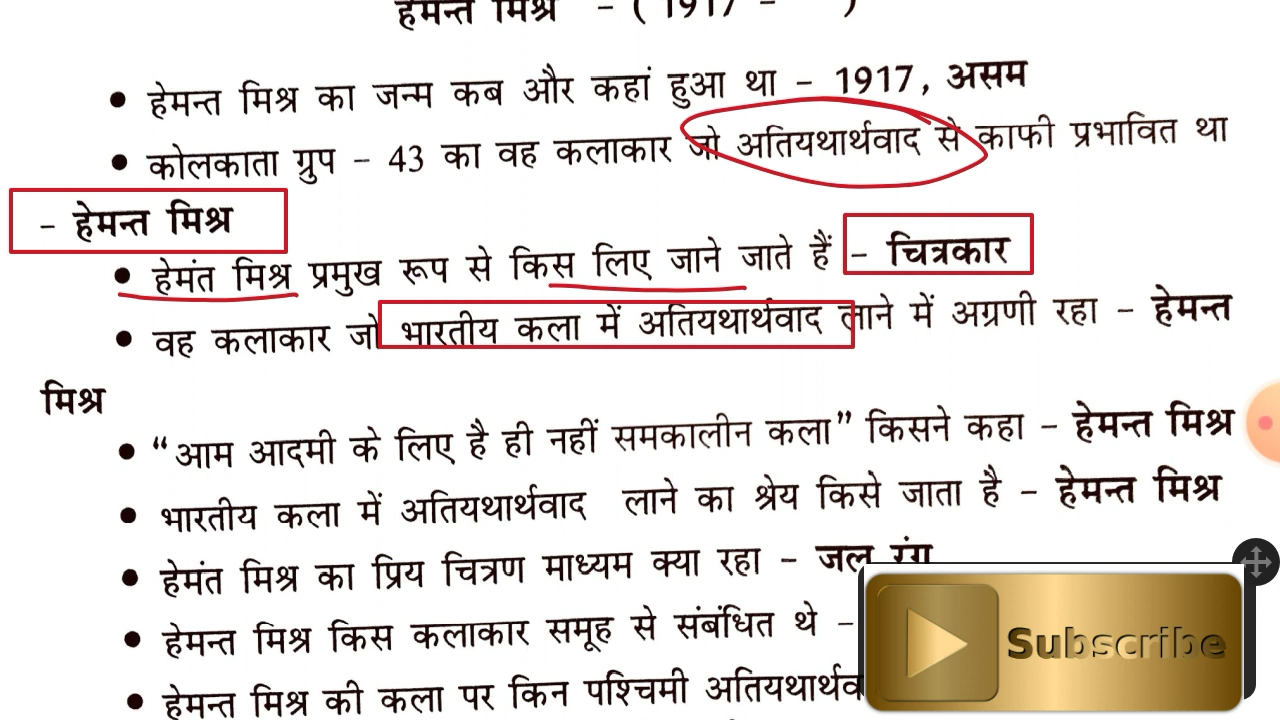 हेमन्त मिश्र - ( 1917 - )
• हेमन्त मिश्र का जन्म कब और कहां हुआ था - 1917, असम
• कोलकाता ग्रुप - 43 का वह कलाकार जो अतियथार्थवाद से काफी प्रभावित था
- हेमन्त मिश्र
• हेमंत मिश्र प्रमुख रूप से किस लिए जाने जाते हैं - चित्रकार
• वह कलाकार जो भारतीय कला में अतियथार्थवाद लाने में अग्रणी रहा - हेमन्त
मिश्र
• “आम आदमी के लिए है ही नहीं समकालीन कला” किसने कहा - हेमन्त मिश्र
• भारतीय कला में अतियथार्थवाद लाने का श्रेय किसे जाता है - हेमन्त मिश्र
• हेमंत मिश्र का प्रिय चित्रण माध्यम क्या रहा - जल रंग
• हेमन्त मिश्र किस कलाकार समूह से संबंधित थे -
• हेमन्त मिश्र की कला पर किन पश्चिमी
Subscribe